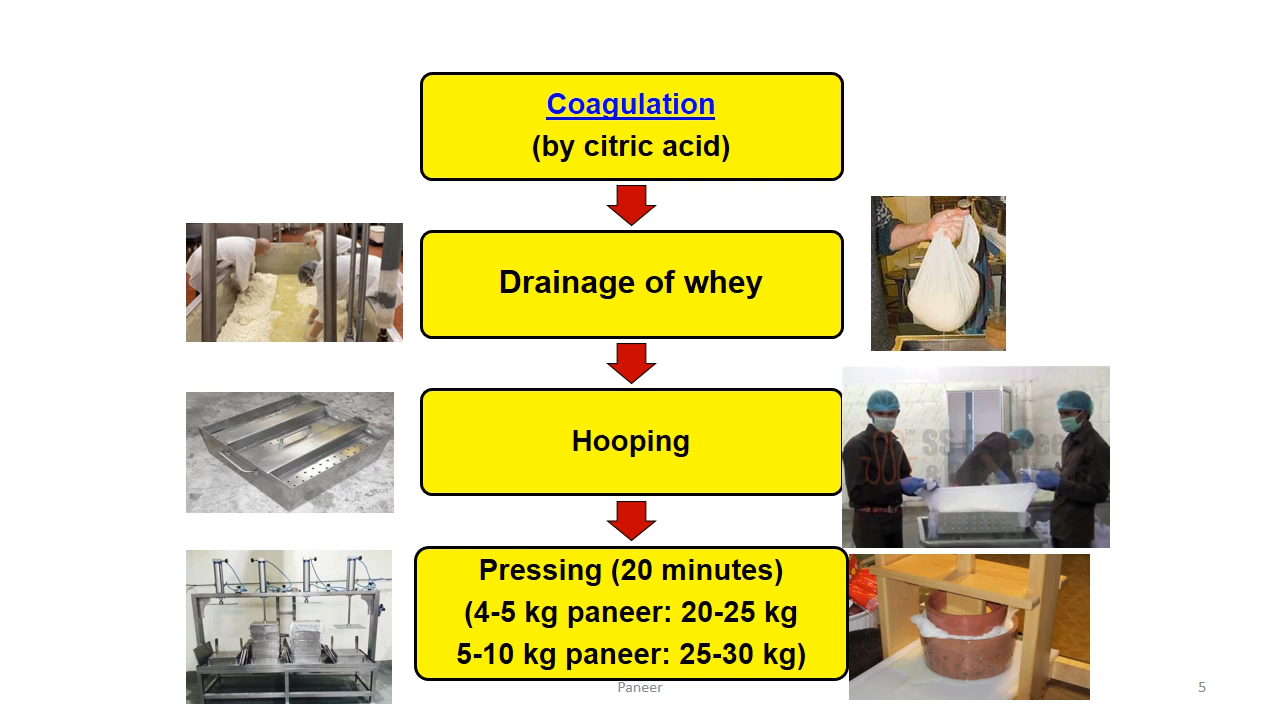 Coagulation
(by citric acid)
Drainage of whey
Hooping
Pressing (20 minutes)
(4-5 kg paneer: 20-25 kg
5-10 kg paneer: 25-30 kg)
Paneer
5